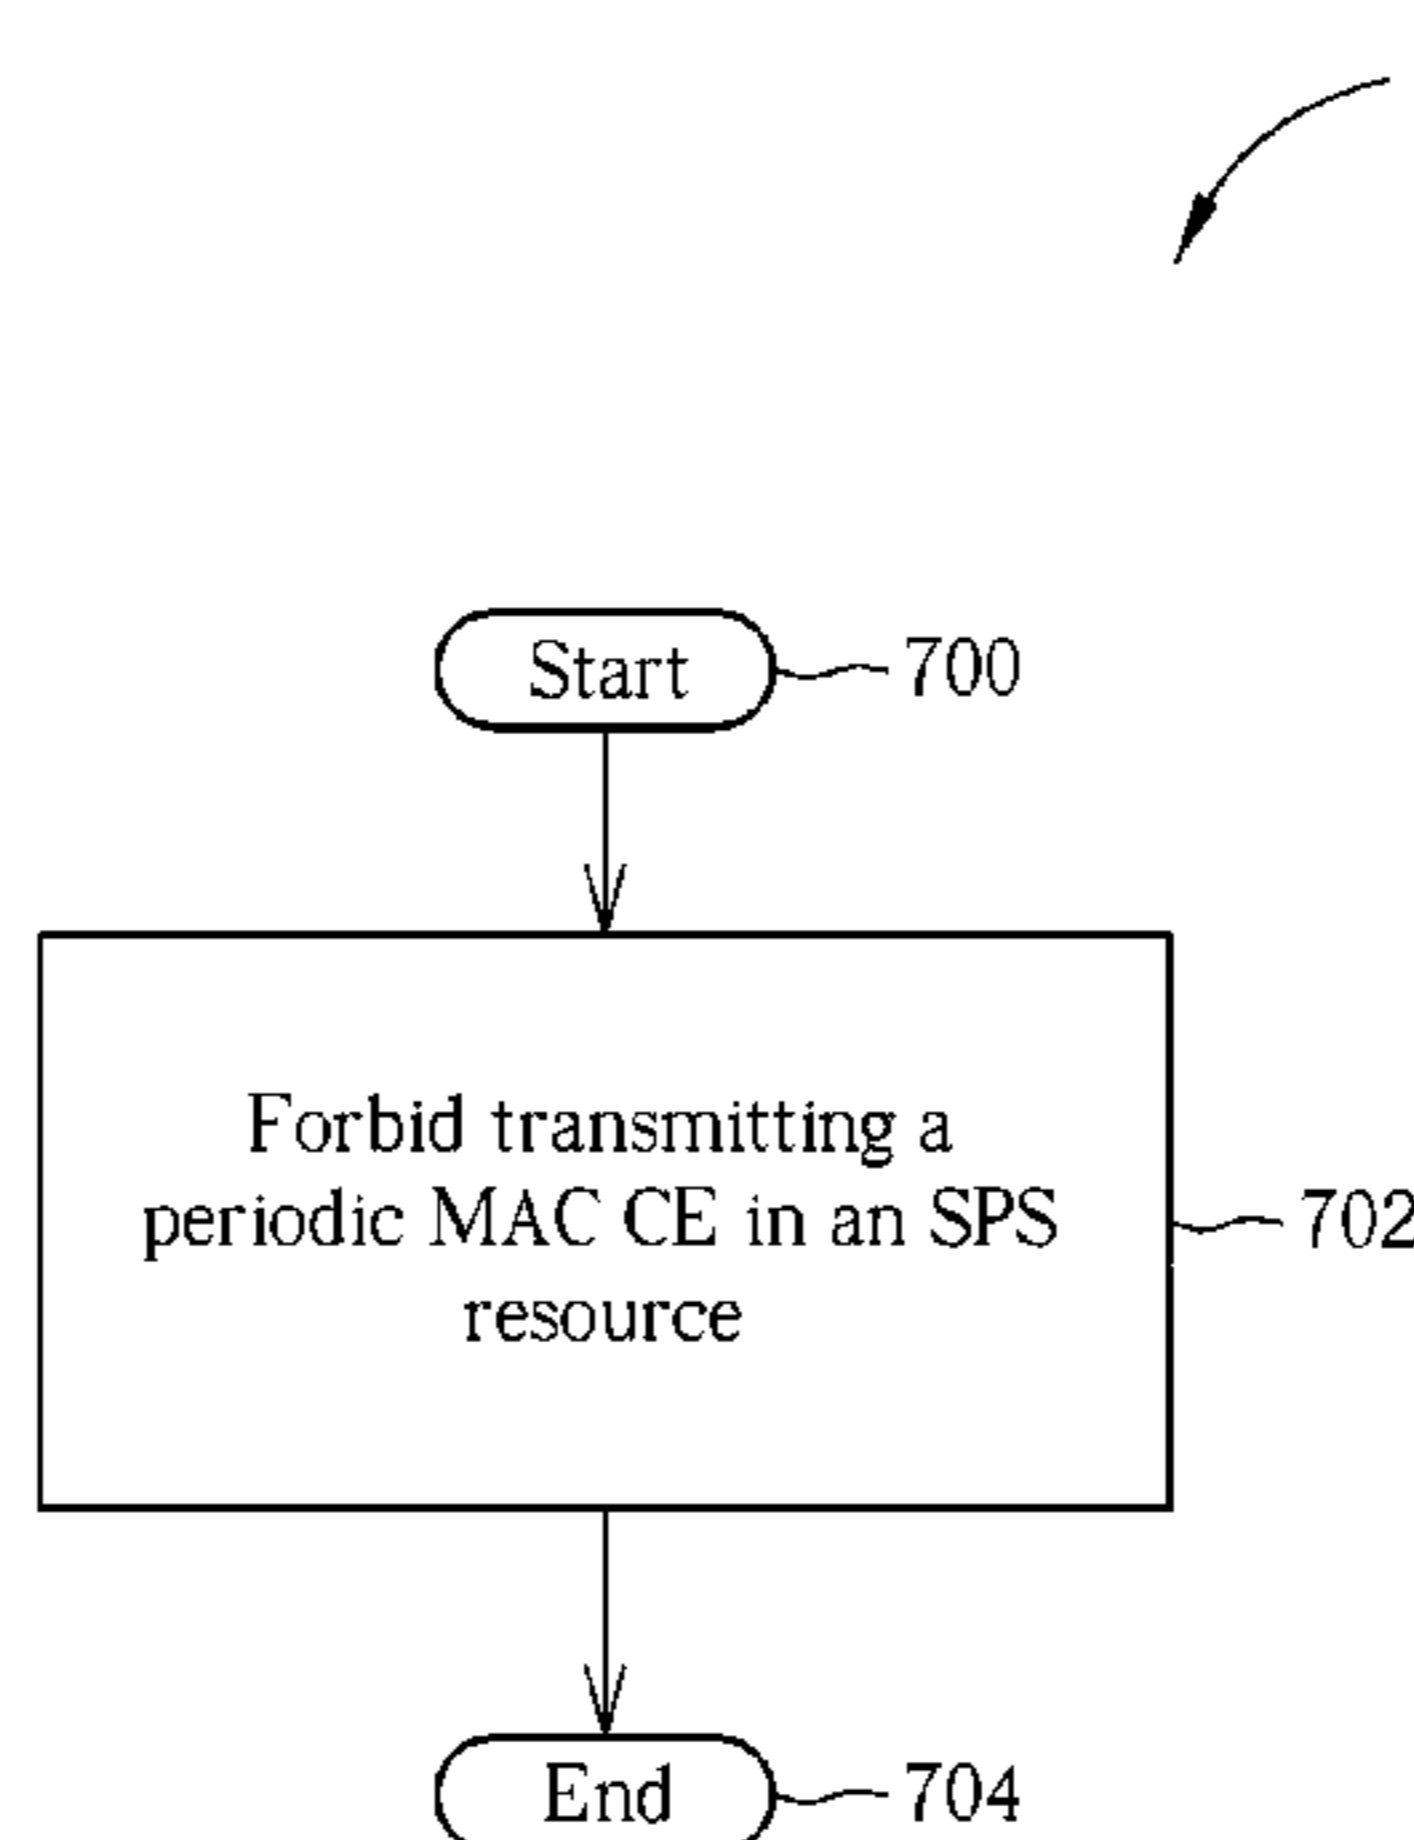 Start 700
Forbid transmitting a
periodic MAC CE in an SPS 702
resource
End 704